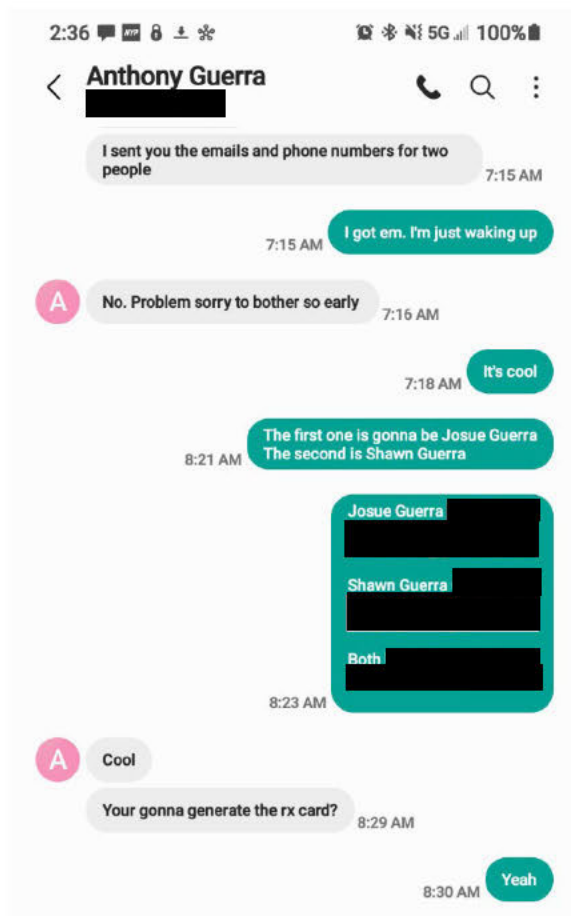 2:36 NYP 5G 100%
Anthony Guerra
I sent you the emails and phone numbers for two
people
7:15 AM
I got em. I'm just waking up
7:15 AM
A
No. Problem sorry to bother so early
7:16 AM
It's cool
7:18 AM
The first one is gonna be Josue Guerra
The second is Shawn Guerra
8:21 AM
Josue Guerra
Shawn Guerra
Both
8:23 AM
A
Cool
Your gonna generate the rx card?
8:29 AM
Yeah
8:30 AM